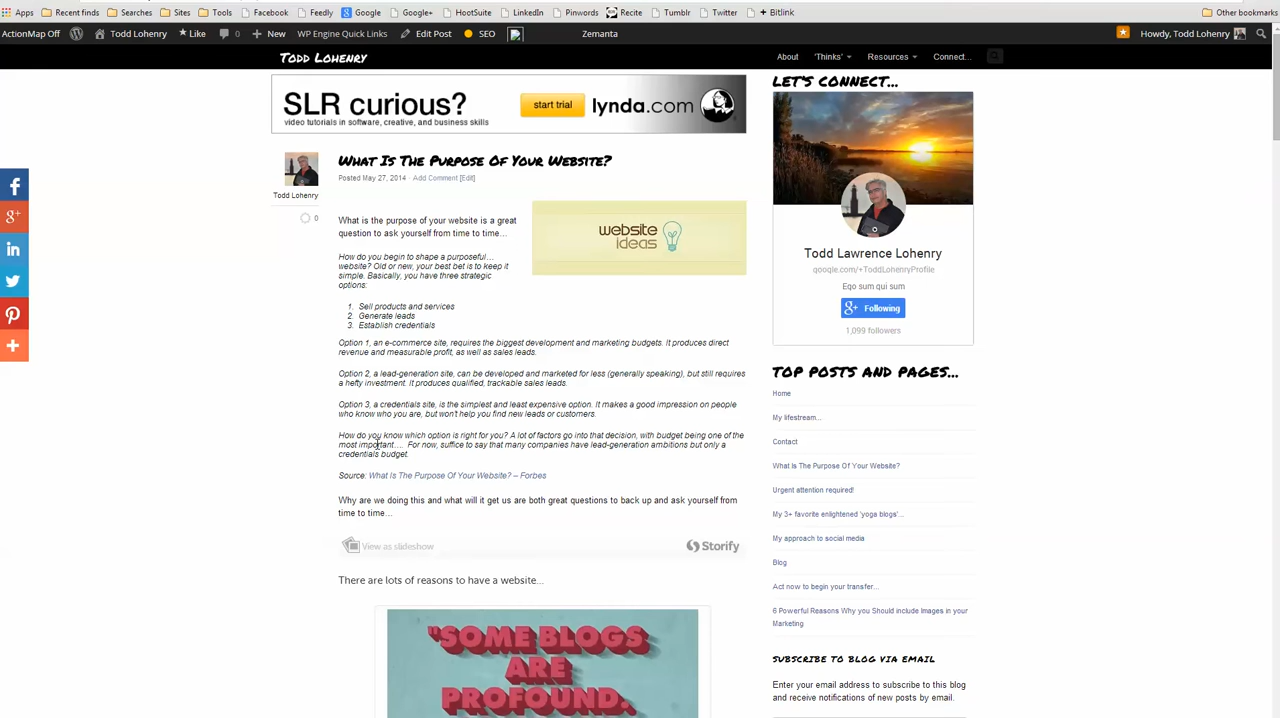 Apps Recent finds Searches Sites Tools Facebook Feedly Google Google+ HootSuite LinkedIn Pinwords Recite Tumblr Twitter + Bitlink Other bookmarks
ActionMap Off Todd Lohenry Like 0 New WP Engine Quick Links Edit Post SEO Zemanta Howdy, Todd Lohenry
Todd Lohenry About 'Thinks' Resources Connect...
SLR curious?
video tutorials in software, creative, and business skills
start trial
lynda.com
What Is The Purpose Of Your Website?
Posted May 27, 2014 · Add Comment [Edit]
Todd Lohenry
0
What is the purpose of your website is a great
question to ask yourself from time to time…
website
ideas
How do you begin to shape a purposeful…
website? Old or new, your best bet is to keep it
simple. Basically, you have three strategic
options:
1. Sell products and services
2. Generate leads
3. Establish credentials
Option 1, an e-commerce site, requires the biggest development and marketing budgets. It produces direct
revenue and measurable profit, as well as sales leads.
Option 2, a lead-generation site, can be developed and marketed for less (generally speaking), but still requires
a hefty investment. It produces qualified, trackable sales leads.
Option 3, a credentials site, is the simplest and least expensive option. It makes a good impression on people
who know who you are, but won't help you find new leads or customers.
How do you know which option is right for you? A lot of factors go into that decision, with budget being one of the
most important…. For now, suffice to say that many companies have lead-generation ambitions but only a
credentials budget.
Source: What Is The Purpose Of Your Website? – Forbes
Why are we doing this and what will it get us are both great questions to back up and ask yourself from
time to time…
View as slideshow
Storify
There are lots of reasons to have a website...
"SOME BLOGS
ARE
PROFOUND.
Let's connect...
Todd Lawrence Lohenry
google.com/+ToddLohenryProfile
Ego sum qui sum
g+ Following
1,099 followers
Top posts and pages...
Home
My lifestream...
Contact
What Is The Purpose Of Your Website?
Urgent attention required!
My 3+ favorite enlightened 'yoga blogs'...
My approach to social media
Blog
Act now to begin your transfer...
6 Powerful Reasons Why you Should include Images in your
Marketing
Subscribe to Blog via Email
Enter your email address to subscribe to this blog
and receive notifications of new posts by email.